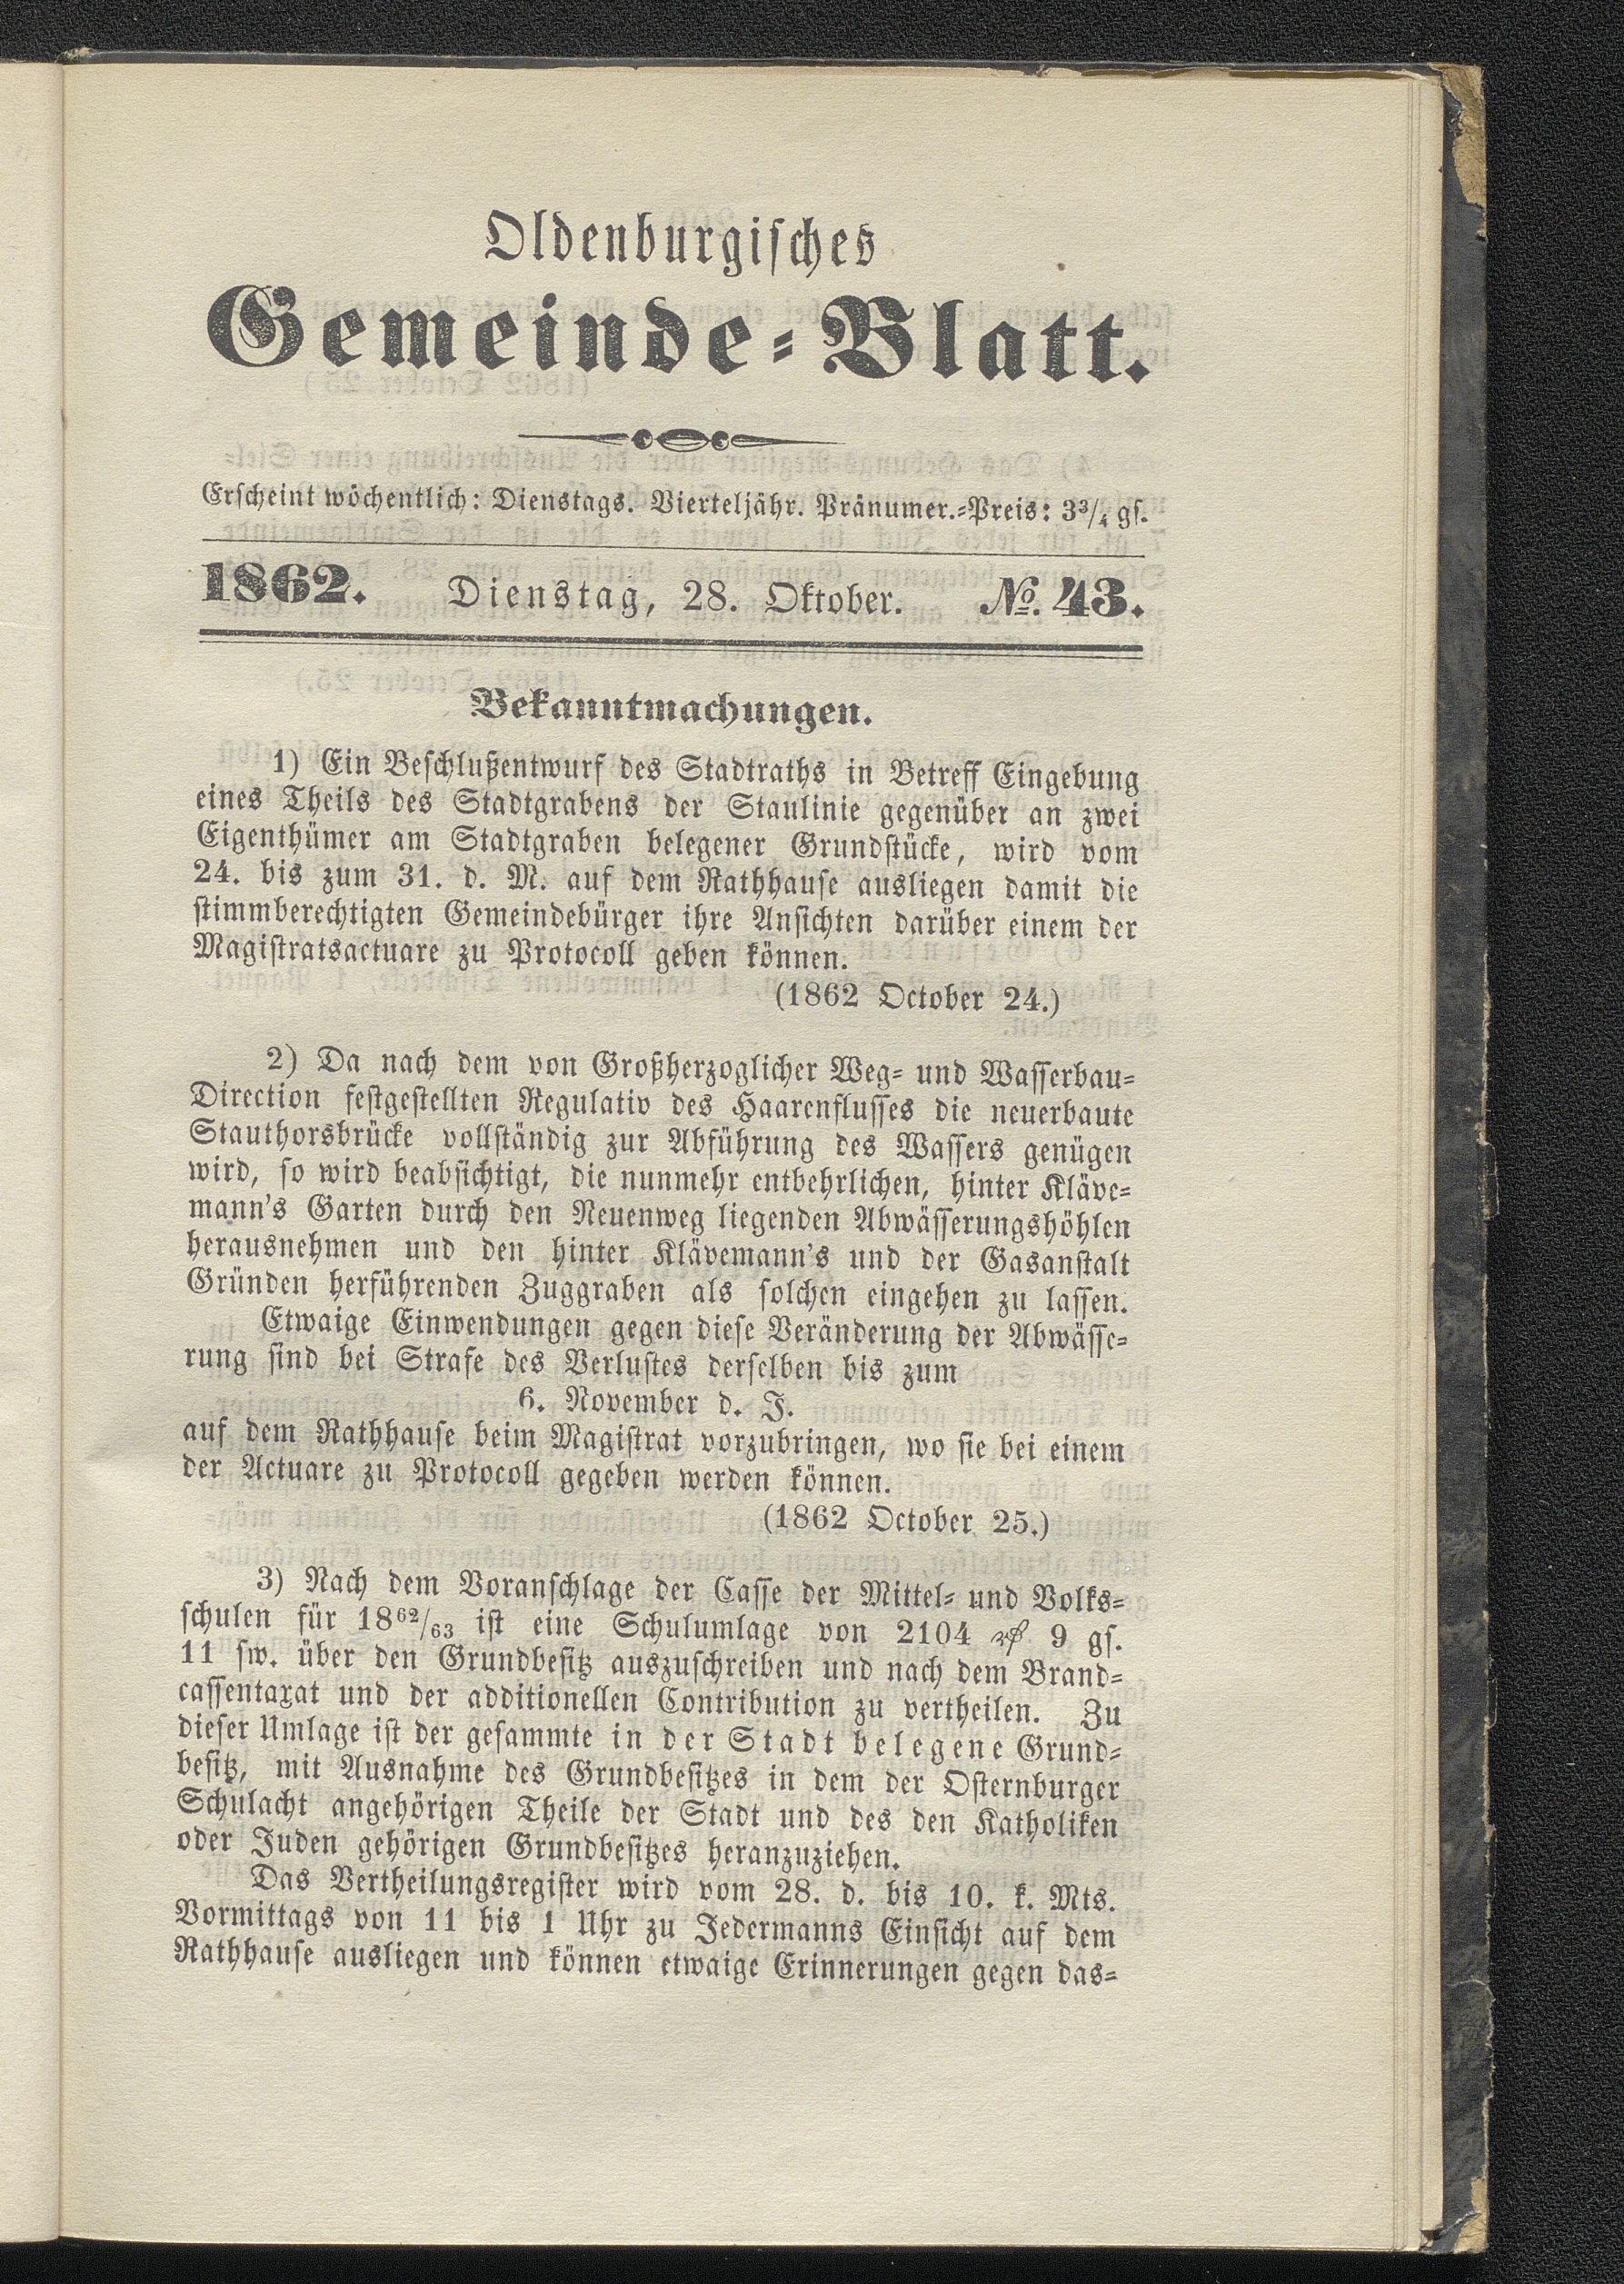 Oldenburgisches
Gemeinde-Blatt.
Erscheint wöchentlich: Dienstags. Vierteljähr. Pränumer.-Preis: 3¾ gs.
1862. Dienstag, 28. Oktober. No. 43.
Bekanntmachungen.
1) Ein Beschlußentwurf des Stadtraths in Betreff Eingebung
eines Theils des Stadtgrabens der Staulinie gegenüber an zwei
Eigenthümer am Stadtgraben belegener Grundstücke, wird vom
24. bis zum 31. d. M. auf dem Rathhause ausliegen damit die
stimmberechtigten Gemeindebürger ihre Ansichten darüber einem der
Magistratsactuare zu Protocoll geben können.
(1862 October 24.)
2) Da nach dem von Großherzoglicher Weg- und Wasserbau-
Direction festgestellten Regulativ des Haarenflusses die neuerbaute
Stauthorsbrücke vollständig zur Abführung des Wassers genügen
wird, so wird beabsichtigt, die nunmehr entbehrlichen, hinter Kläve-
mann's Garten durch den Neuenweg liegenden Abwässerungshöhlen
herausnehmen und den hinter Klävemann's und der Gasanstalt
Gründen herführenden Zuggraben als solchen eingehen zu lassen.
Etwaige Einwendungen gegen diese Veränderung der Abwässe-
rung sind bei Strafe des Verlustes derselben bis zum
6. November d. J.
auf dem Rathhause beim Magistrat vorzubringen, wo sie bei einem
der Actuare zu Protocoll gegeben werden können.
(1862 October 25.)
3) Nach dem Voranschlage der Casse der Mittel- und Volks-
schulen für 1862/63 ist eine Schulumlage von 2104 ₰ 9 gs.
11 sw. über den Grundbesitz auszuschreiben und nach dem Brand-
cassentaxat und der additionellen Contribution zu vertheilen. Zu
dieser Umlage ist der gesammte in der Stadt belegene Grund-
besitz, mit Ausnahme des Grundbesitzes in dem der Osternburger
Schulacht angehörigen Theile der Stadt und des den Katholiken
oder Juden gehörigen Grundbesitzes heranzuziehen.
Das Vertheilungsregister wird vom 28. d. bis 10. k. Mts.
Vormittags von 11 bis 1 Uhr zu Jedermanns Einsicht auf dem
Rathhause ausliegen und können etwaige Erinnerungen gegen das-